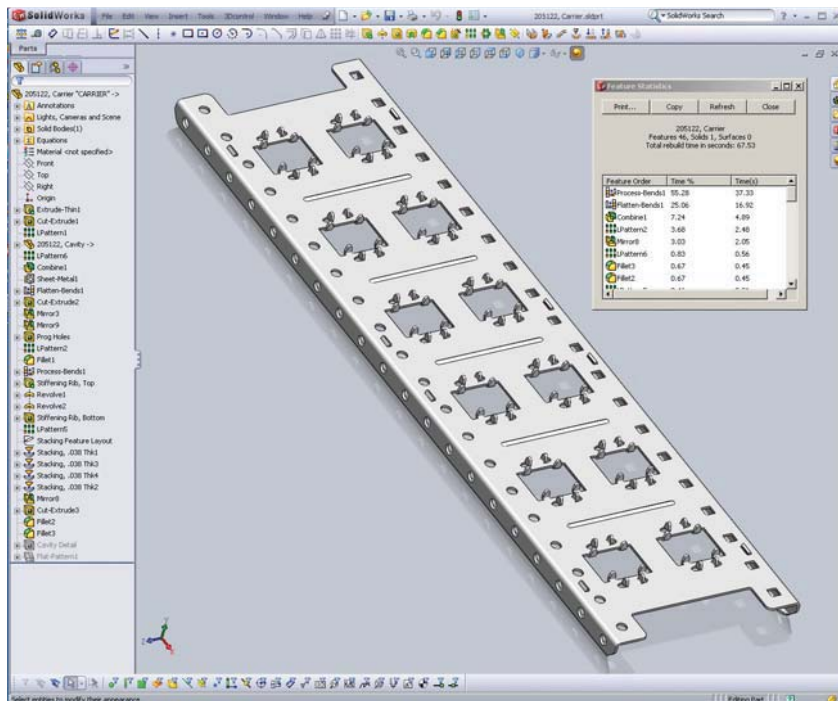 SolidWorks File Edit View Insert Tools 3Dcontrol Window Help 205122, Carrier.sldprt SolidWorks Search
Parts
205122, Carrier "CARRIER" ->
Annotations
Lights, Cameras and Scene
Solid Bodies(1)
Equations
Material <not specified>
Front
Top
Right
Origin
Extrude-Thin1
Cut-Extrude1
LPattern1
205122, Cavity ->
LPattern6
Combine1
Sheet-Metal1
Flatten-Bends1
Cut-Extrude2
Mirror3
Mirror9
Prog Holes
LPattern2
Fillet1
Process-Bends1
Stiffening Rib, Top
Revolve1
Revolve2
Stiffening Rib, Bottom
LPattern5
Stacking Feature Layout
Stacking, .038 Thk1
Stacking, .038 Thk3
Stacking, .038 Thk4
Stacking, .038 Thk2
Mirror8
Cut-Extrude3
Fillet2
Fillet3
Cavity Detail
Flat-Pattern1
Feature Statistics
Print... Copy Refresh Close
205122, Carrier
Features 46, Solids 1, Surfaces 0
Total rebuild time in seconds: 67.53
Feature Order Time % Time(s)
Process-Bends1 55.28 37.33
Flatten-Bends1 25.06 16.92
Combine1 7.24 4.89
LPattern2 3.68 2.48
Mirror8 3.03 2.05
LPattern6 0.83 0.56
Fillet3 0.67 0.45
Fillet2 0.67 0.45
Select entities to modify their appearance
Editing Part